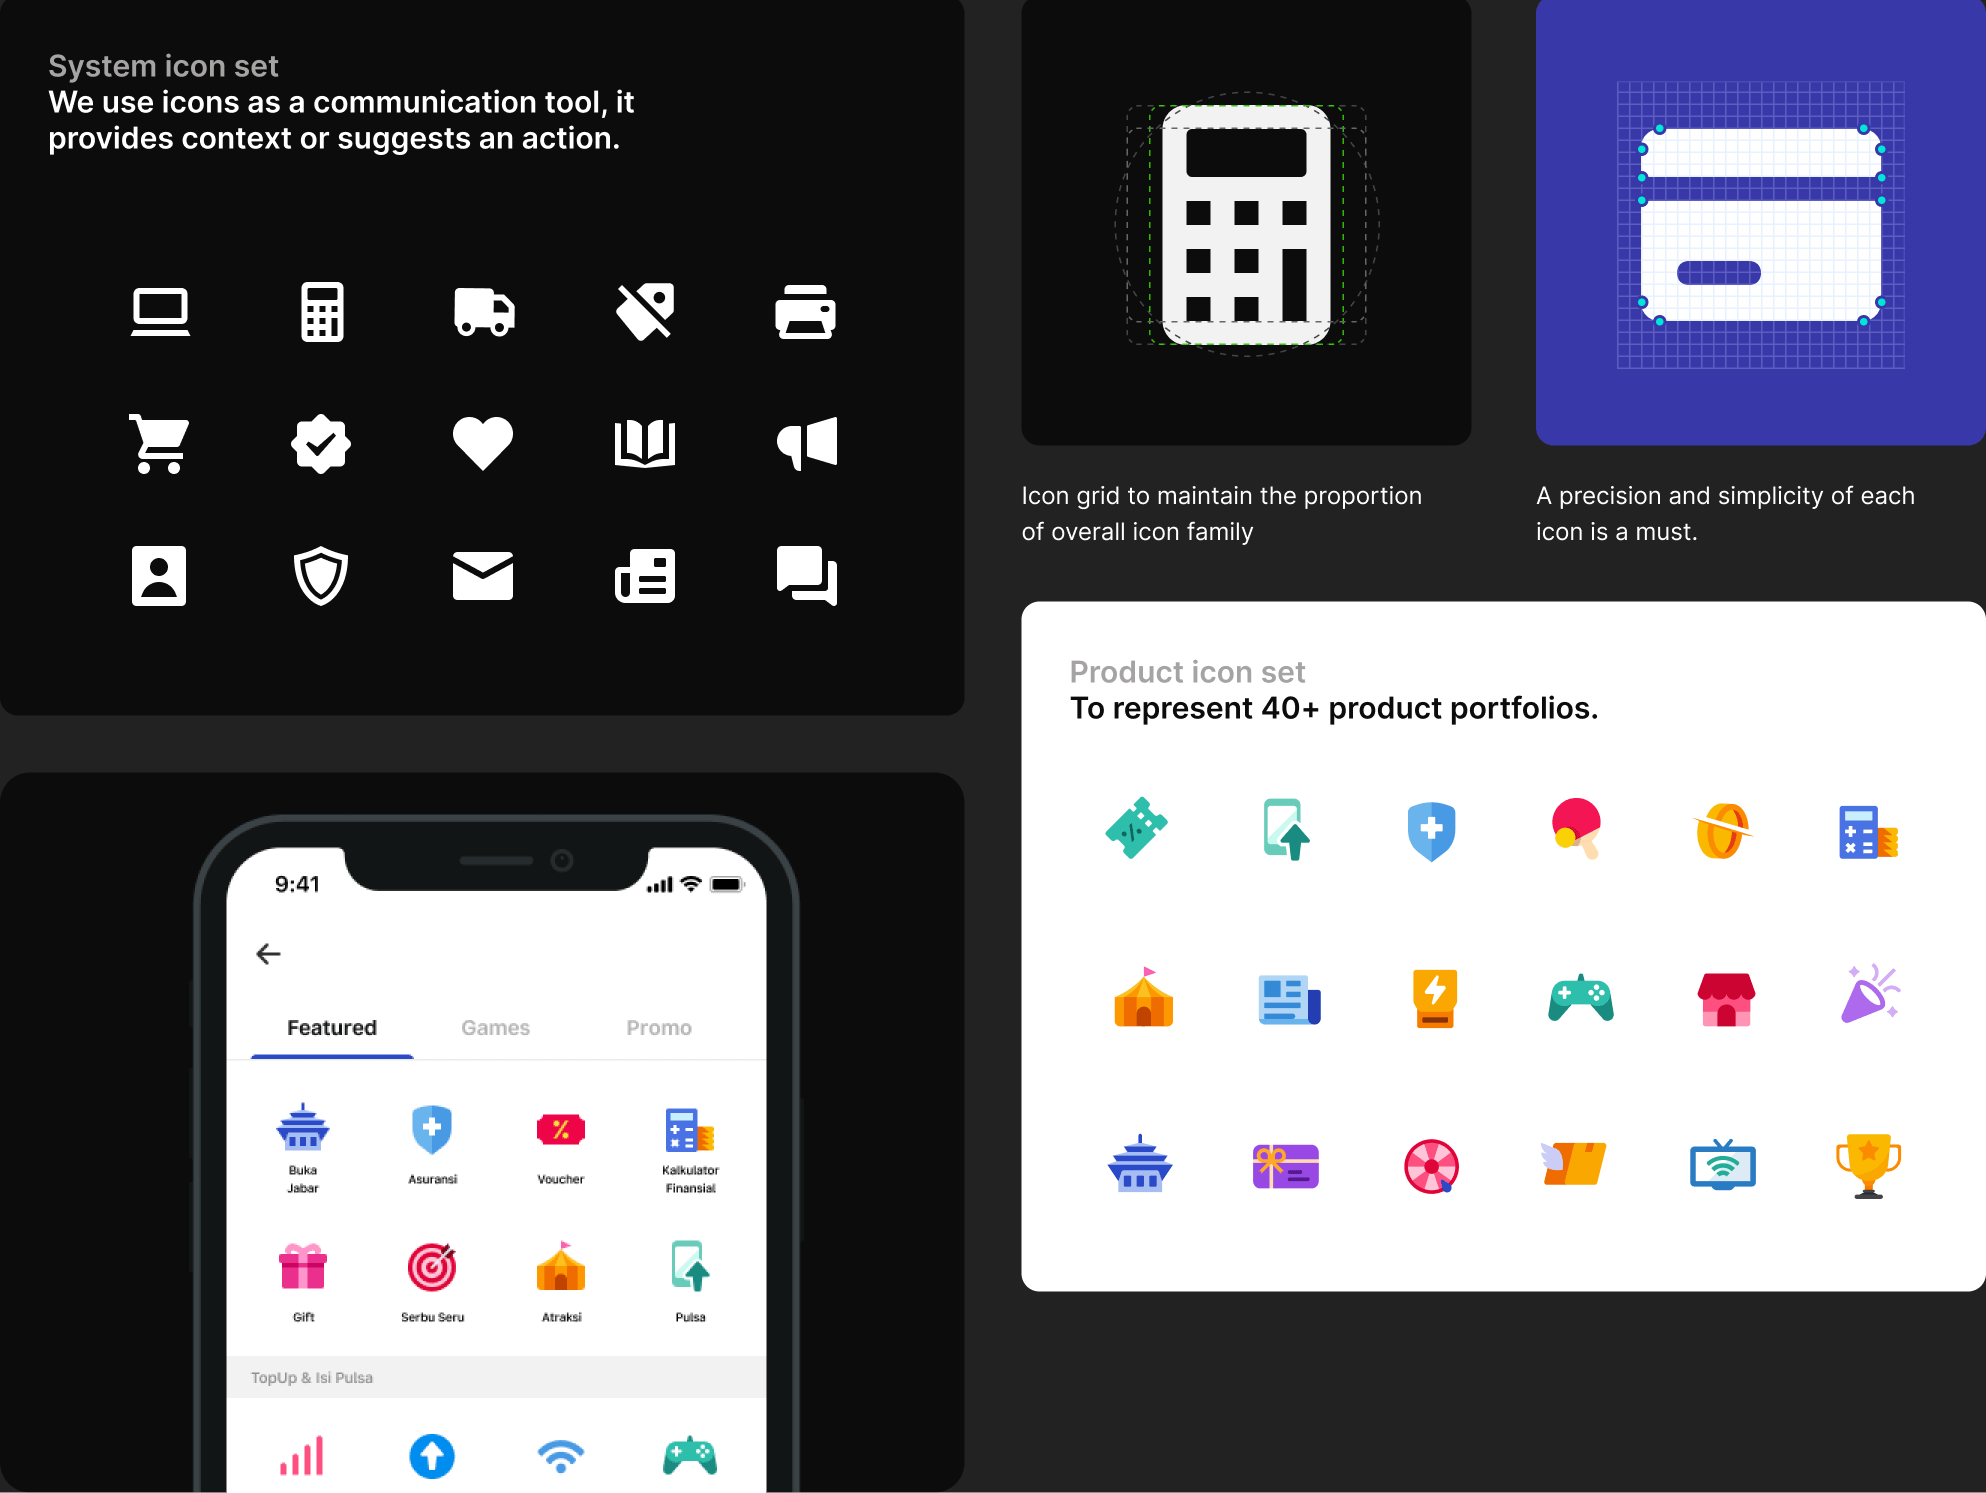 System icon set
We use icons as a communication tool, it
provides context or suggests an action.
Icon grid to maintain the proportion
of overall icon family
A precision and simplicity of each
icon is a must.
Product icon set
To represent 40+ product portfolios.
9:41
Featured
Games
Promo
Buka
Jabar
Asuransi
Voucher
Kalkulator
Finansial
Gift
Serbu Seru
Atraksi
Pulsa
TopUp & Isi Pulsa